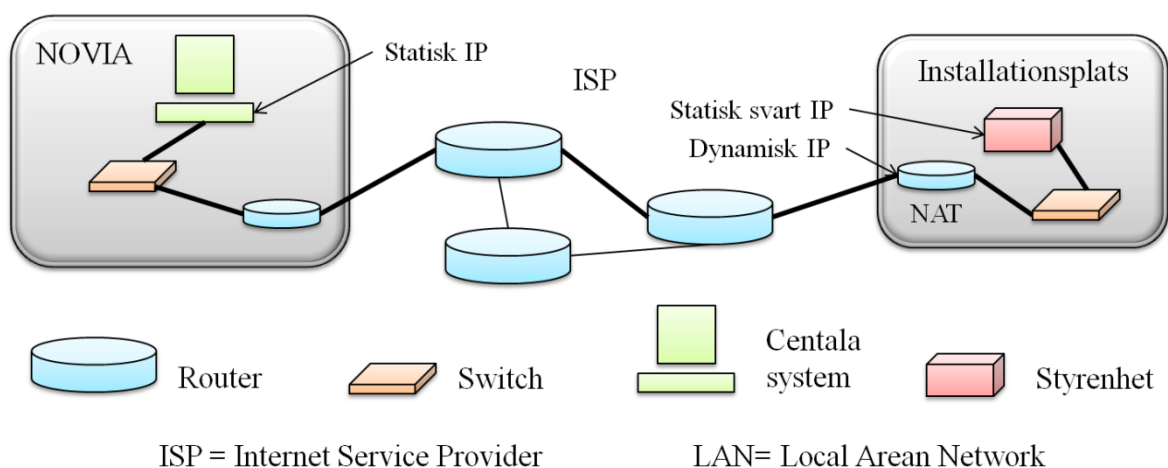 NOVIA
Statisk IP
ISP
Installationsplats
Statisk svart IP
Dynamisk IP
NAT
Router
Switch
Centala
system
Styrenhet
ISP = Internet Service Provider
LAN= Local Arean Network